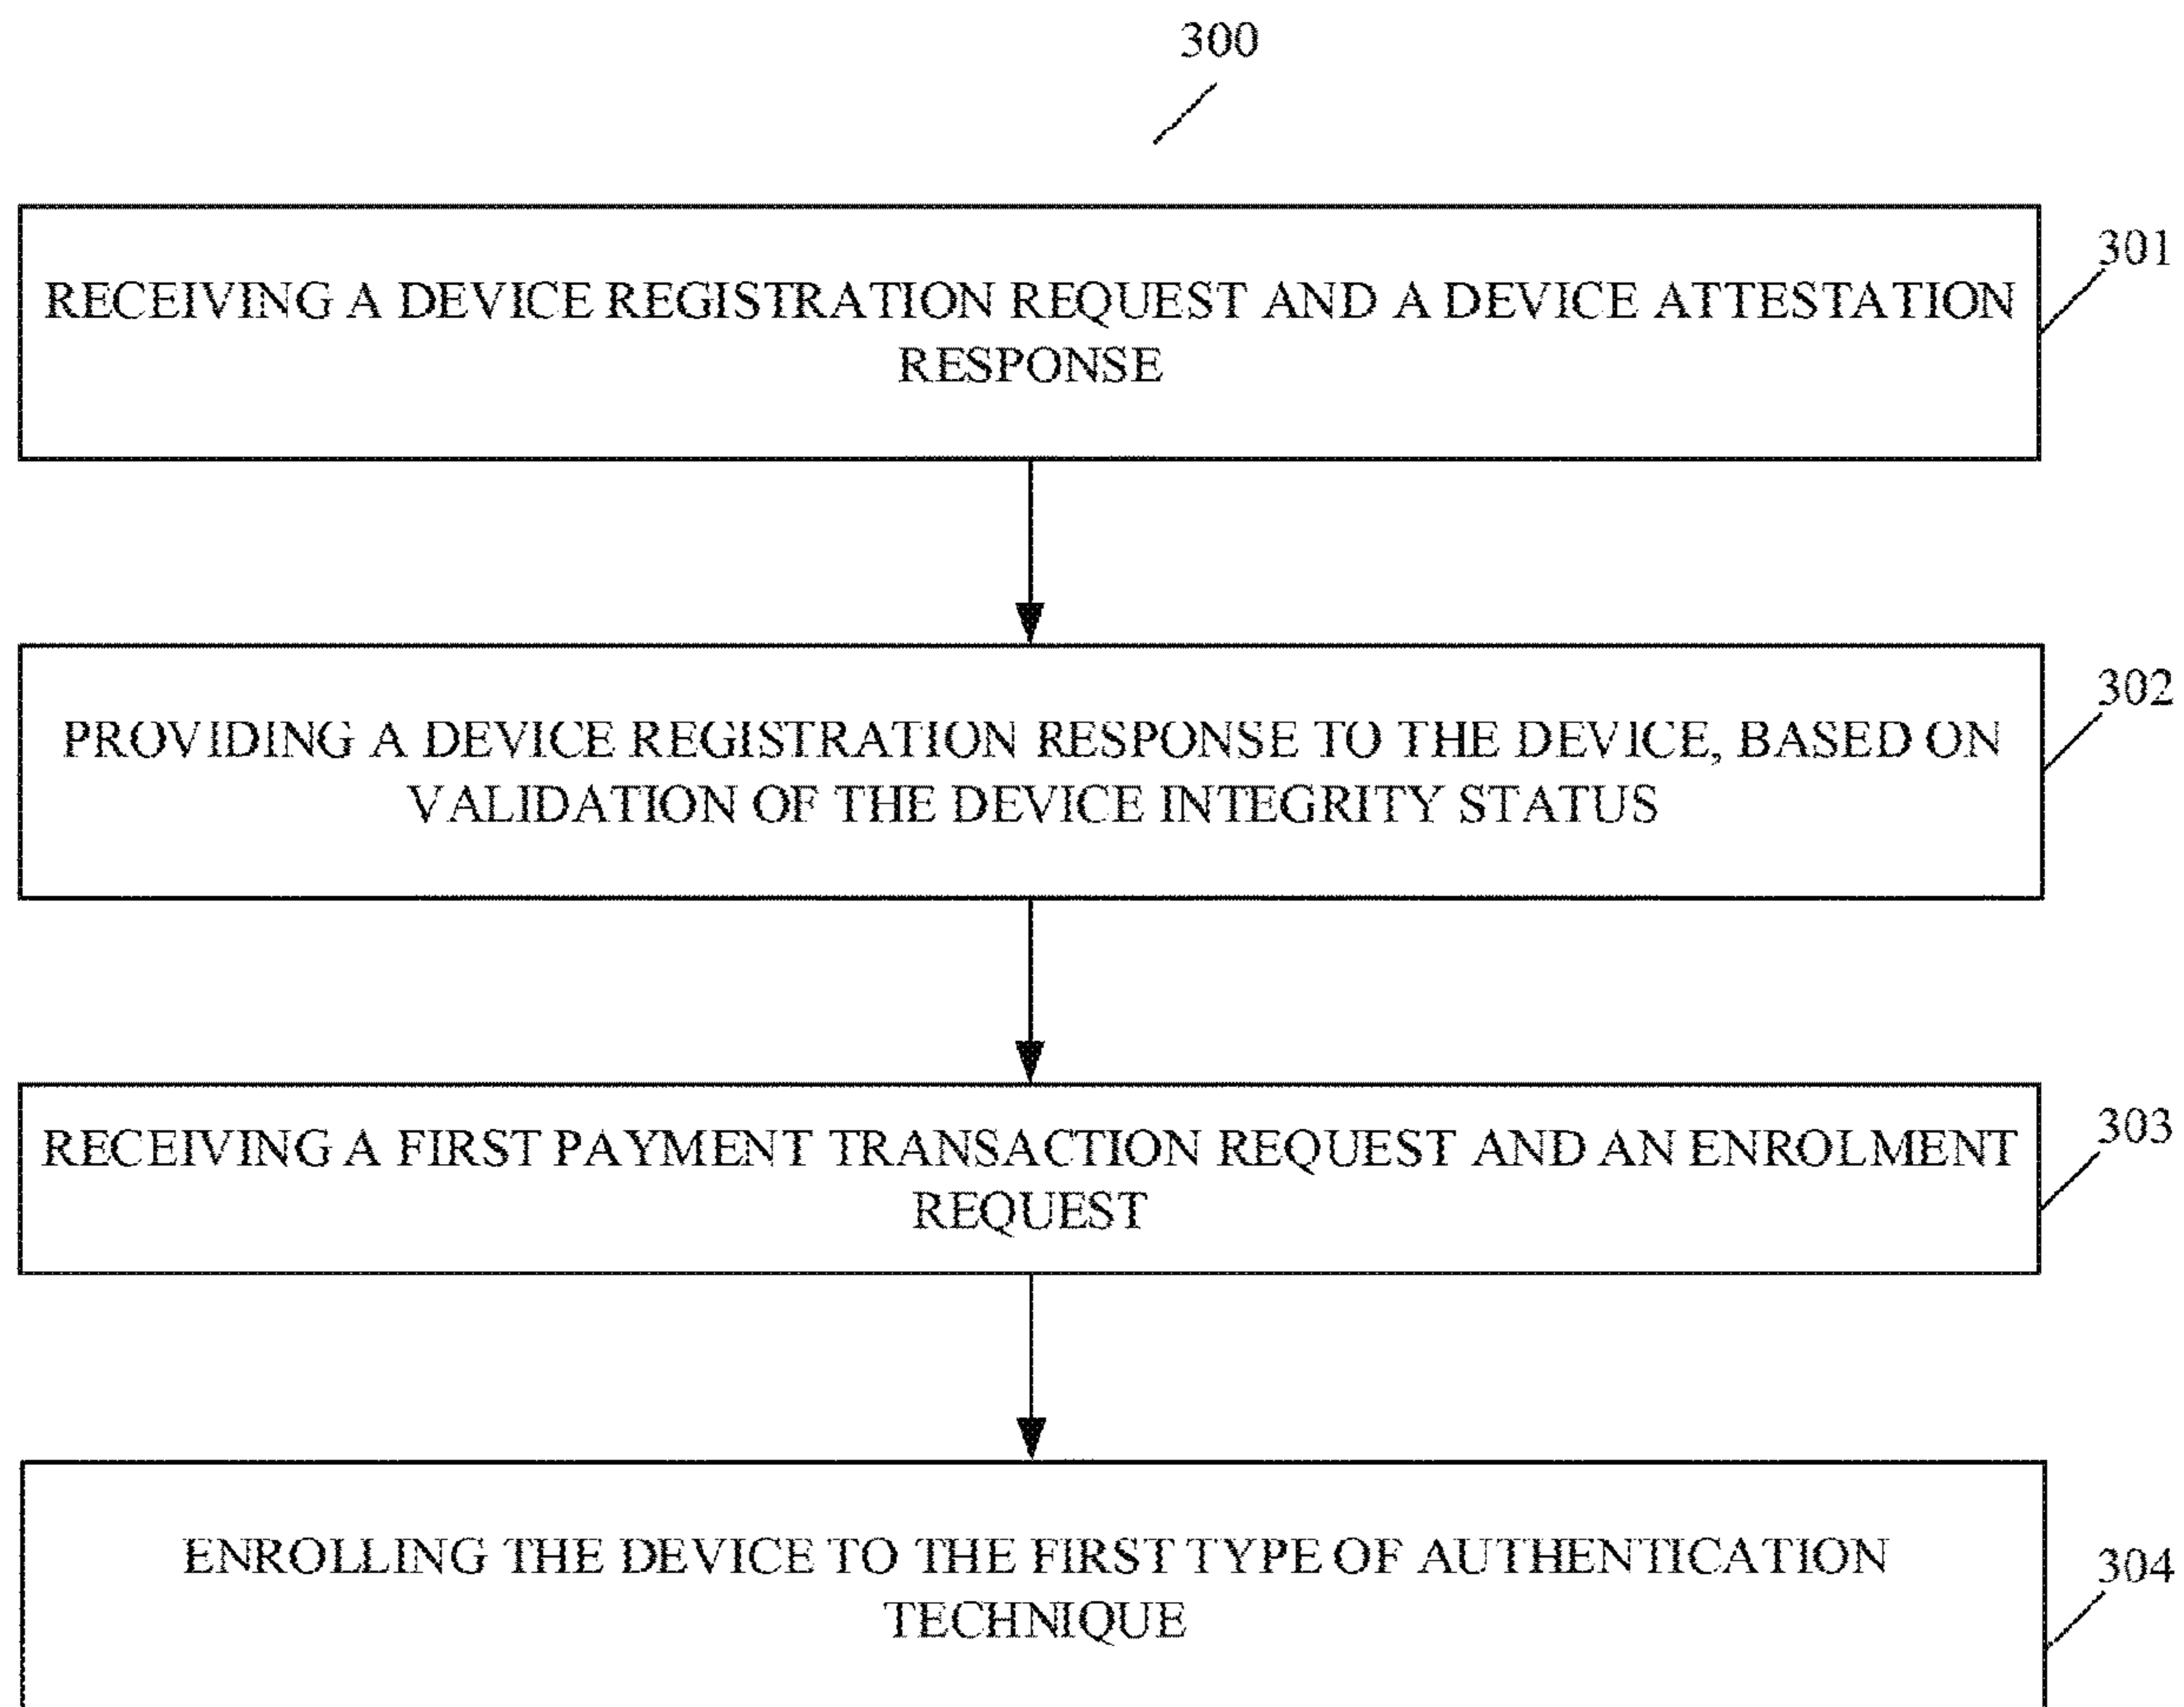 300
RECEIVING A DEVICE REGISTRATION REQUEST AND A DEVICE ATTESTATION
RESPONSE
301
PROVIDING A DEVICE REGISTRATION RESPONSE TO THE DEVICE, BASED ON
VALIDATION OF THE DEVICE INTEGRITY STATUS
302
RECEIVING A FIRST PAYMENT TRANSACTION REQUEST AND AN ENROLMENT
REQUEST
303
ENROLLING THE DEVICE TO THE FIRST TYPE OF AUTHENTICATION
TECHNIQUE
304